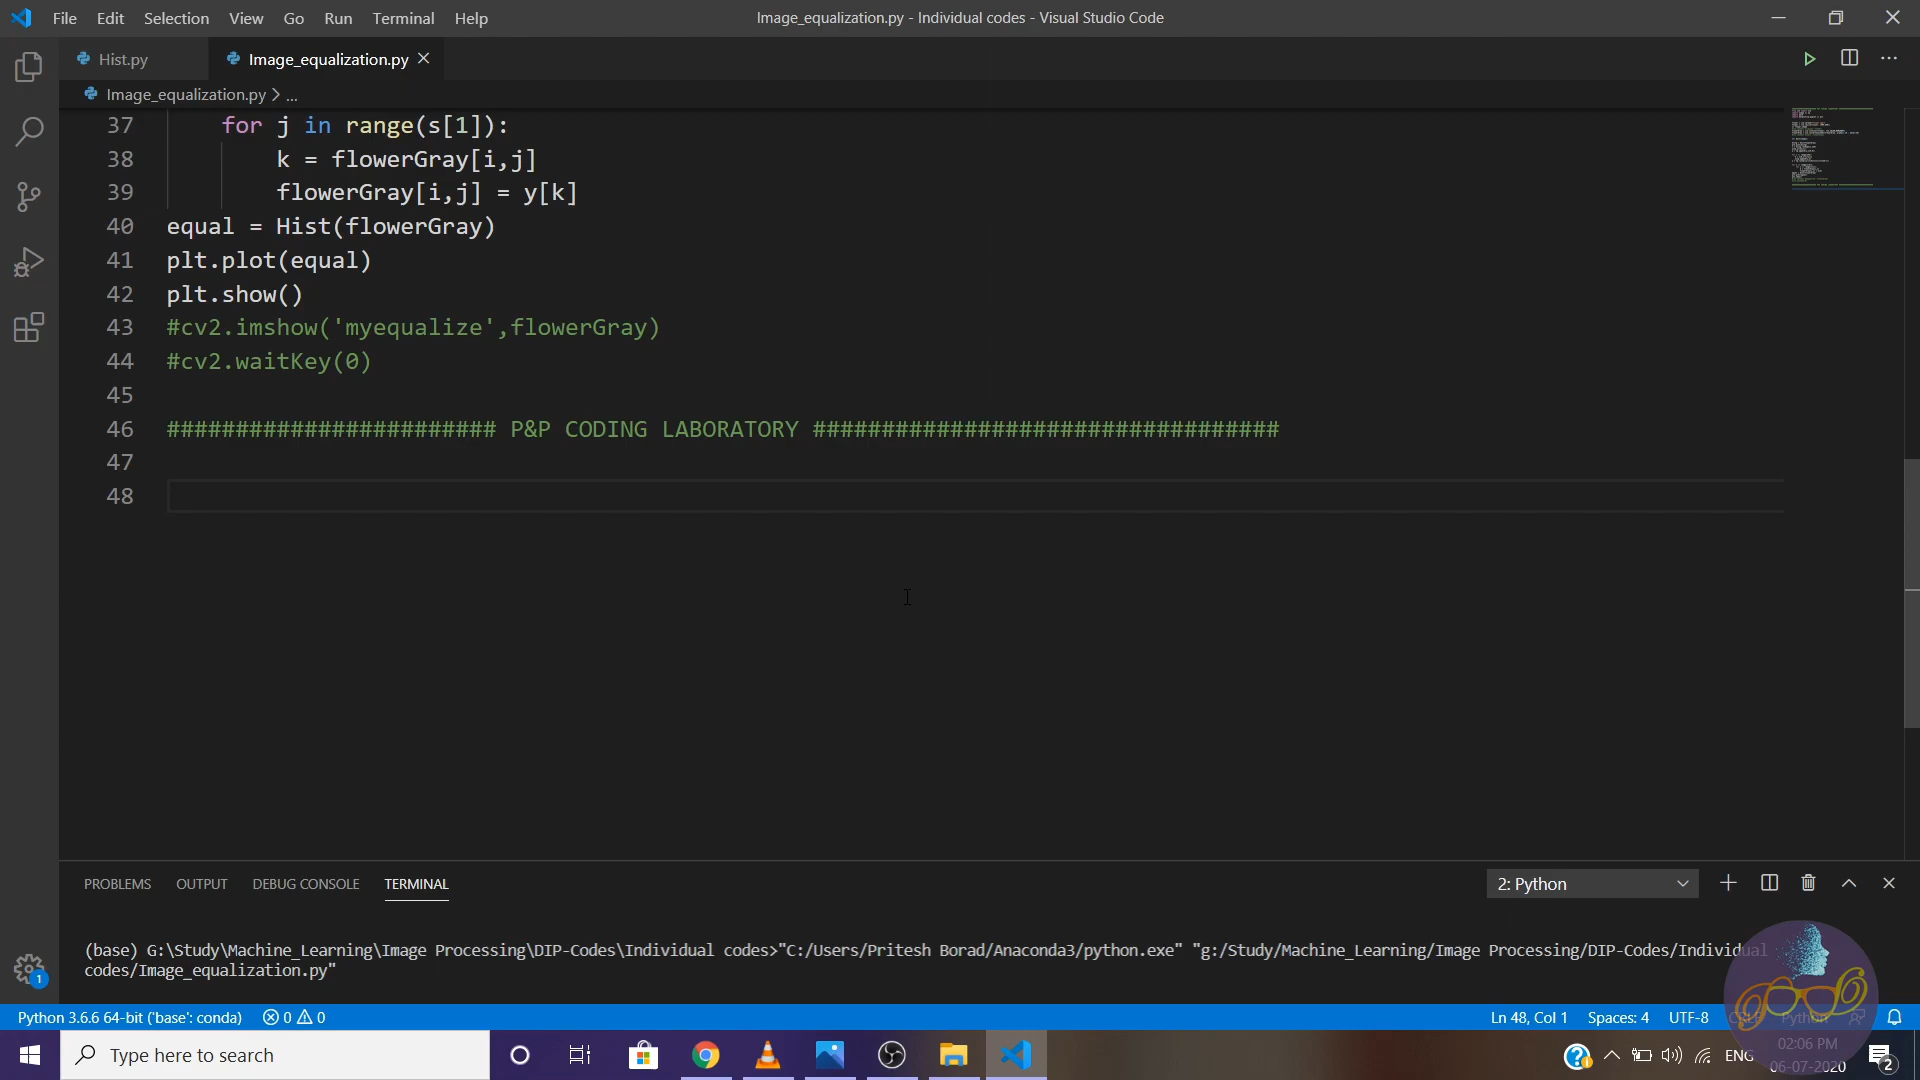 File Edit Selection View Go Run Terminal Help
Image_equalization.py - Individual codes - Visual Studio Code
Hist.py
Image_equalization.py
Image_equalization.py > ...
37 for j in range(s[1]):
38 k = flowerGray[i,j]
39 flowerGray[i,j] = y[k]
40 equal = Hist(flowerGray)
41 plt.plot(equal)
42 plt.show()
43 #cv2.imshow('myequalize',flowerGray)
44 #cv2.waitKey(0)
45
46 ######################## P&P CODING LABORATORY ##################################
47
48
PROBLEMS OUTPUT DEBUG CONSOLE TERMINAL
2: Python
(base) G:\Study\Machine_Learning\Image Processing\DIP-Codes\Individual codes>"C:/Users/Pritesh Borad/Anaconda3/python.exe" "g:/Study/Machine_Learning/Image Processing/DIP-Codes/Individual
codes/Image_equalization.py"
1
Python 3.6.6 64-bit ('base': conda) 0 0
Ln 48, Col 1 Spaces: 4 UTF-8 CRLF Python
Type here to search
ENG
02:06 PM
06-07-2020
2